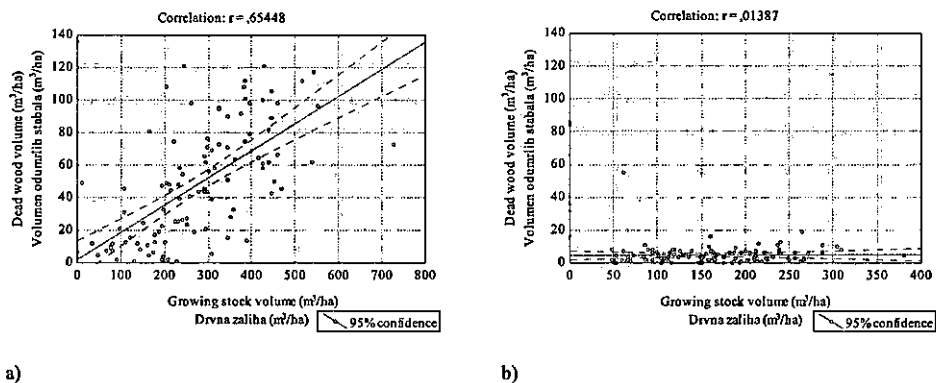 Correlation: r = ,65448
Dead wood volume (m³/ha)
Volumen odumrlih stabala (m³/ha)
140
120
100
80
60
40
20
0
0 100 200 300 400 500 600 700 800
Growing stock volume (m³/ha)
Drvna zaliha (m³/ha)
95% confidence
a)
Correlation: r = ,01387
Dead wood volume (m³/ha)
Volumen odumrlih stabala (m³/ha)
140
120
100
80
60
40
20
0
0 50 100 150 200 250 300 350 400
Growing stock volume (m³/ha)
Drvna zaliha (m³/ha)
95% confidence
b)